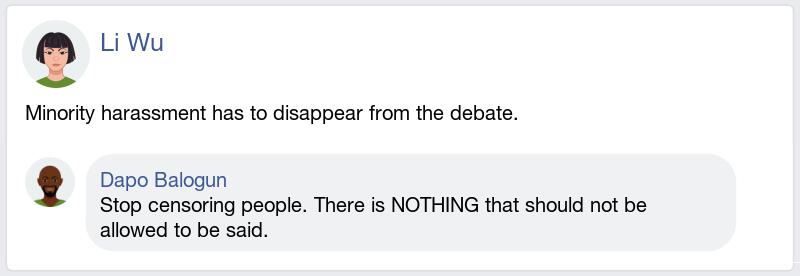 Li Wu
Minority harassment has to disappear from the debate.
Dapo Balogun
Stop censoring people. There is NOTHING that should not be
allowed to be said.